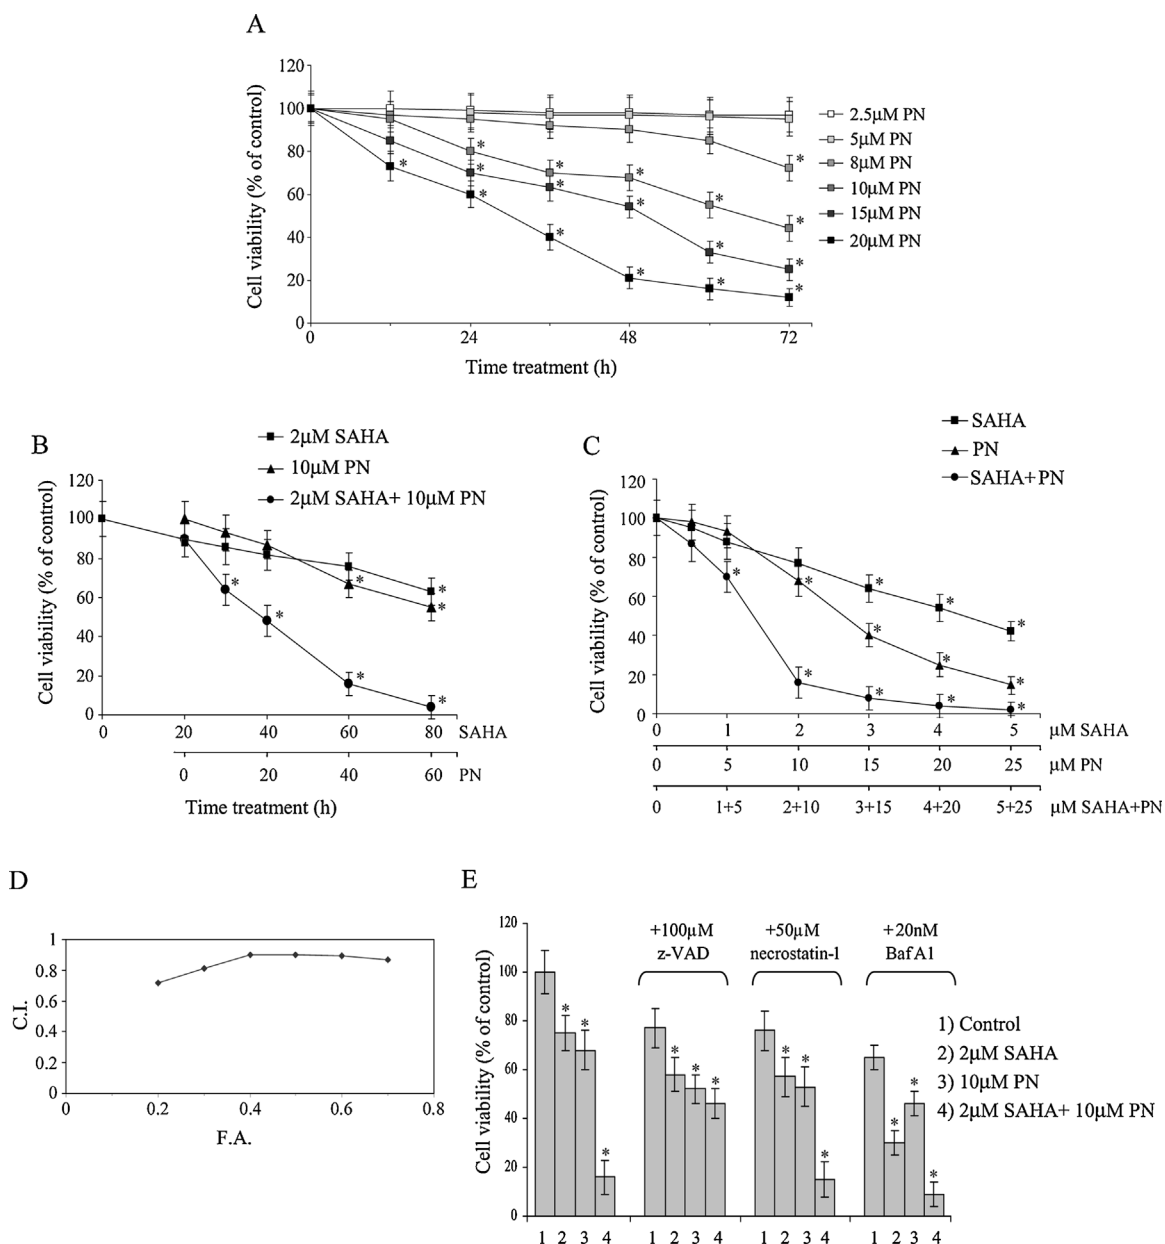 A
120
100
80
60
40
20
0
0 24 48 72
Cell viability (% of control)
Time treatment (h)
2.5µM PN
5µM PN
8µM PN
10µM PN
15µM PN
20µM PN
* * * * * * * * * * * * * * * * * *
B
2µM SAHA
10µM PN
2µM SAHA+ 10µM PN
120
100
80
60
40
20
0
Cell viability (% of control)
* * * * * * *
0 20 40 60 80 SAHA
0 20 40 60 PN
Time treatment (h)
C
SAHA
PN
SAHA+PN
120
100
80
60
40
20
0
Cell viability (% of control)
* * * * * * * * * * * *
0 1 2 3 4 5 µM SAHA
0 5 10 15 20 25 µM PN
0 1+5 2+10 3+15 4+20 5+25 µM SAHA+PN
D
1
0.8
0.6
0.4
0.2
0
C.I.
0 0.2 0.4 0.6 0.8
F.A.
E
120
100
80
60
40
20
0
Cell viability (% of control)
+100µM
z-VAD
+50µM
necrostatin-1
+20nM
BafA1
* * * * * * * * * * * *
1 2 3 4 1 2 3 4 1 2 3 4 1 2 3 4
1) Control
2) 2µM SAHA
3) 10µM PN
4) 2µM SAHA+ 10µM PN